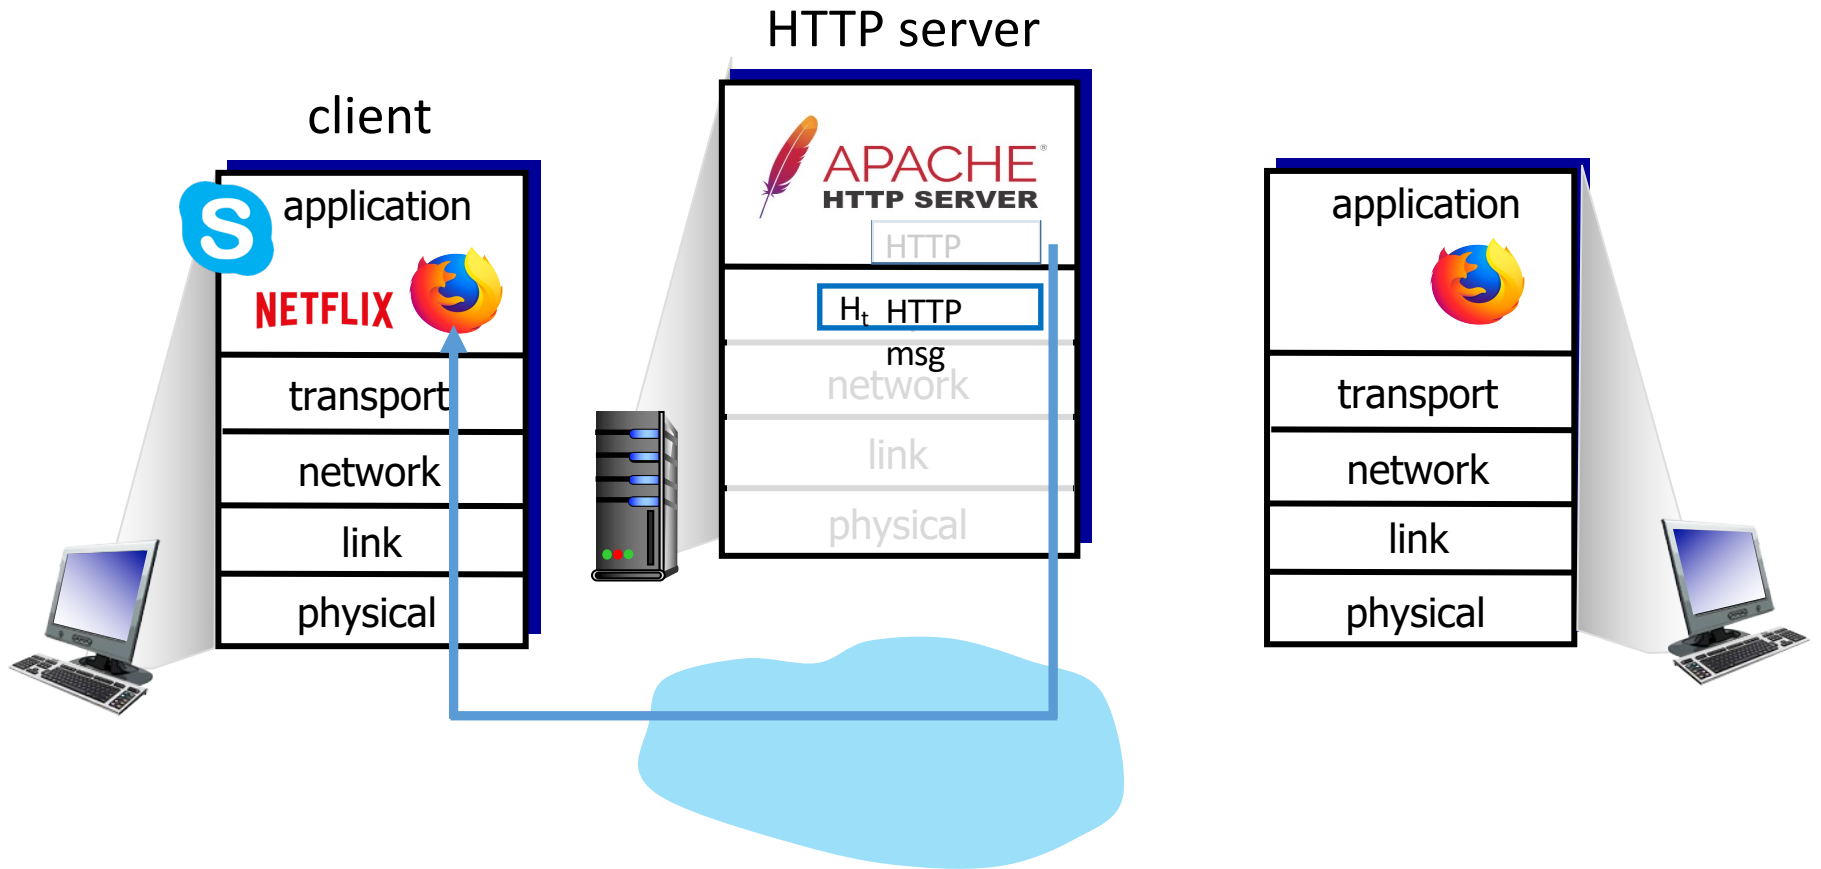 HTTP server
client
application
NETFLIX
transport
network
link
physical
APACHE®
HTTP SERVER
HTTP
Ht HTTP
msg
network
link
physical
application
transport
network
link
physical